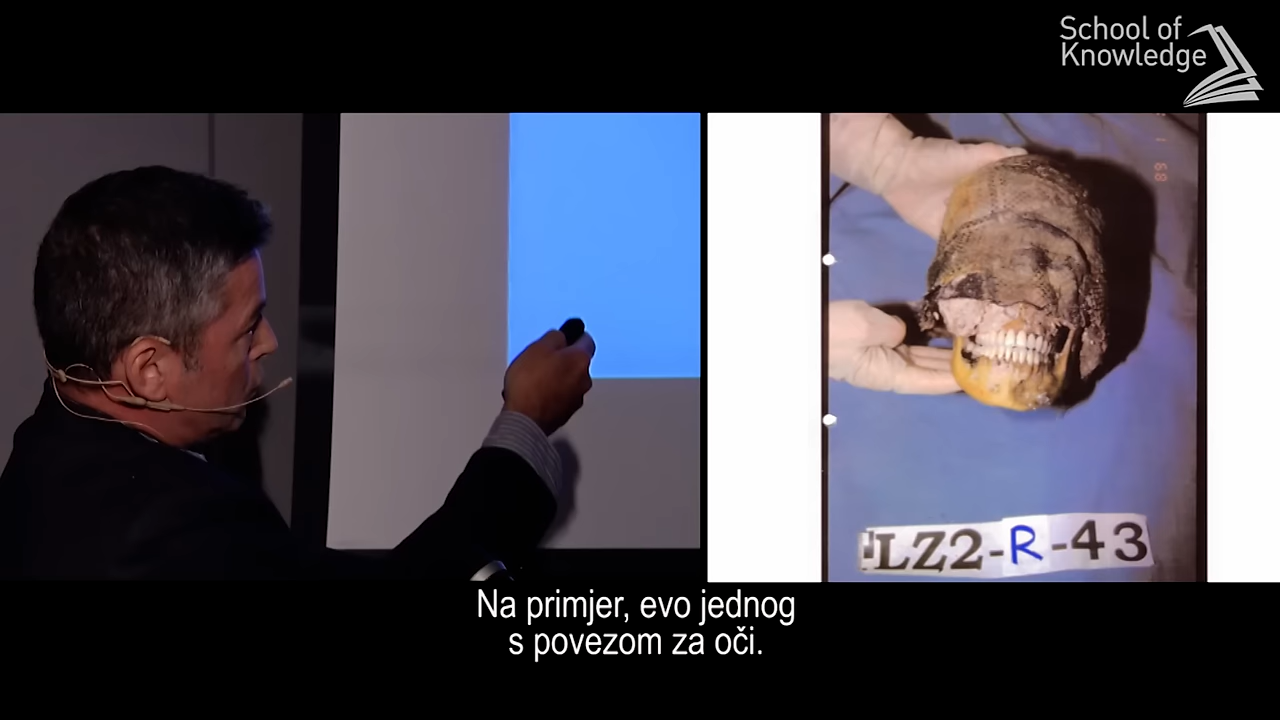 School of
Knowledge
LZ2-R-43
Na primjer, evo jednog
s povezom za oči.